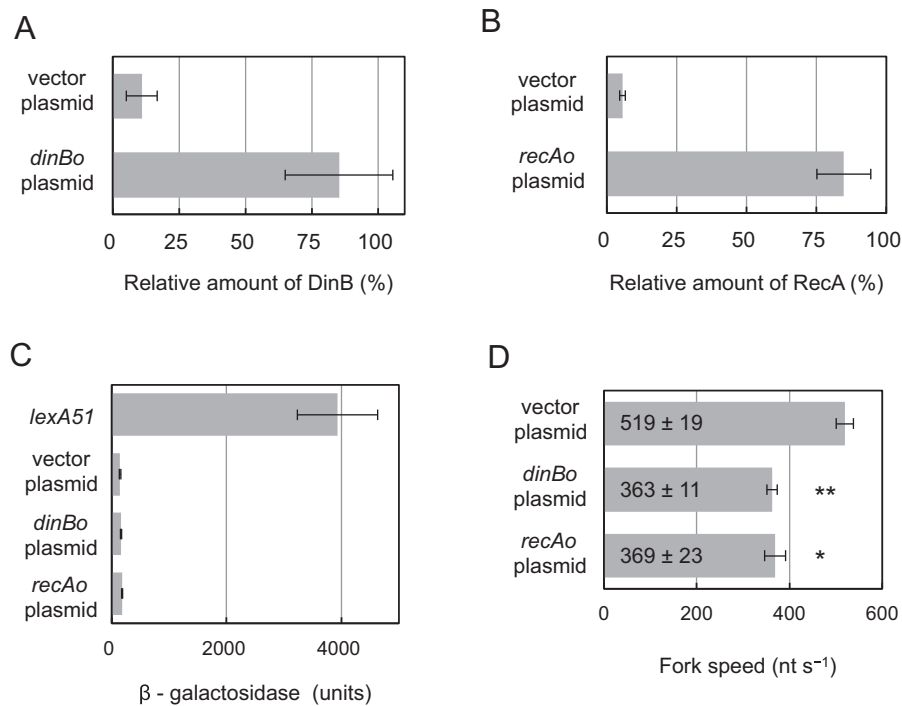 A
vector
plasmid
dinBo
plasmid
0 25 50 75 100
Relative amount of DinB (%)
B
vector
plasmid
recAo
plasmid
0 25 50 75 100
Relative amount of RecA (%)
C
lexA51
vector
plasmid
dinBo
plasmid
recAo
plasmid
0 2000 4000
β - galactosidase (units)
D
vector
plasmid
519 ± 19
dinBo
plasmid
363 ± 11 **
recAo
plasmid
369 ± 23 *
0 200 400 600
Fork speed (nt s⁻¹)